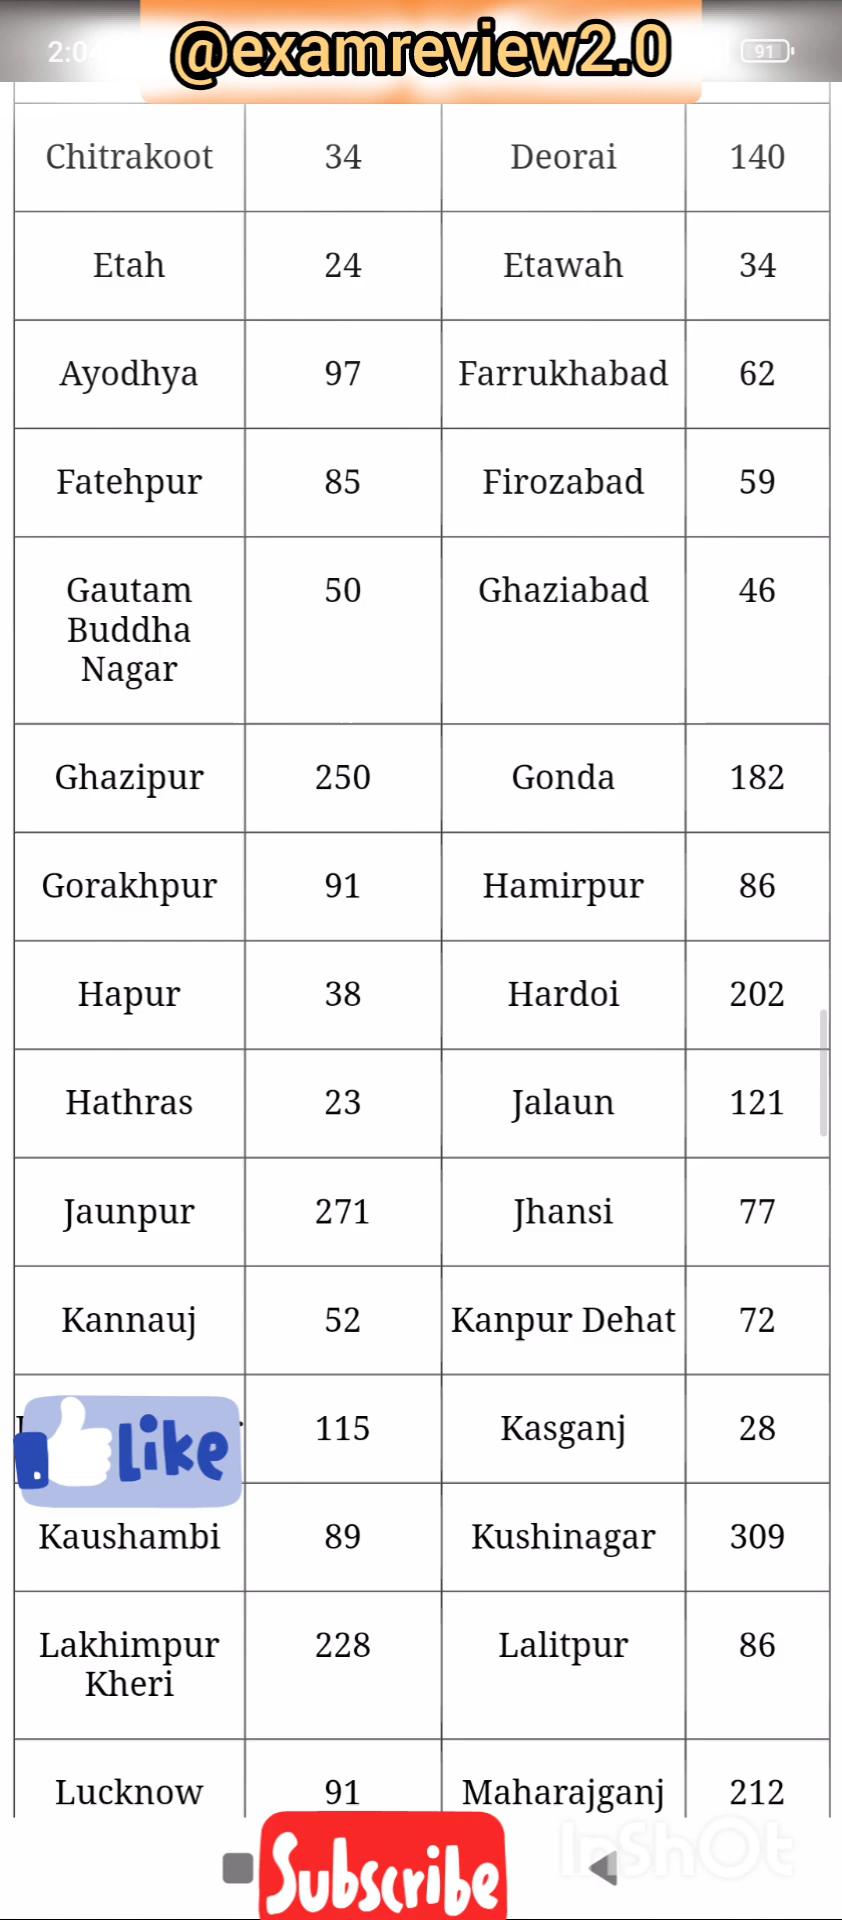 @examreview2.0
91
Chitrakoot 34 Deorai 140
Etah 24 Etawah 34
Ayodhya 97 Farrukhabad 62
Fatehpur 85 Firozabad 59
Gautam 50 Ghaziabad 46
Buddha
Nagar
Ghazipur 250 Gonda 182
Gorakhpur 91 Hamirpur 86
Hapur 38 Hardoi 202
Hathras 23 Jalaun 121
Jaunpur 271 Jhansi 77
Kannauj 52 Kanpur Dehat 72
Like 115 Kasganj 28
Kaushambi 89 Kushinagar 309
Lakhimpur 228 Lalitpur 86
Kheri
Lucknow 91 Maharajganj 212
Subscribe
InShOt